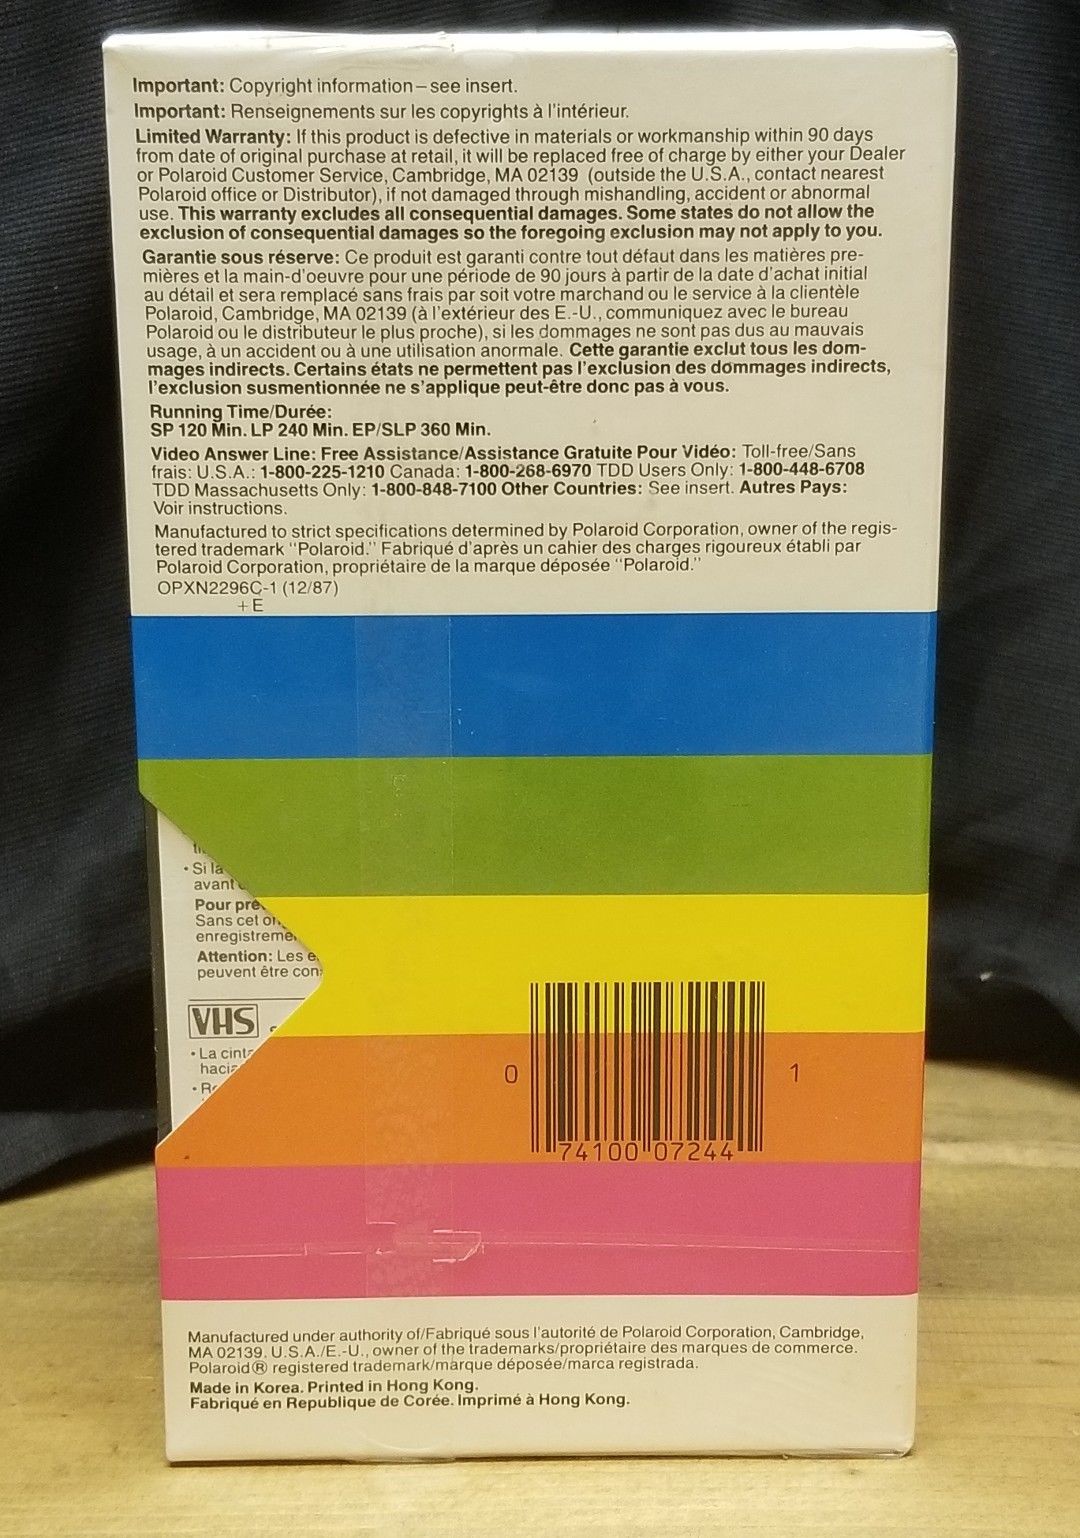 Important: Copyright information – see insert.
Important: Renseignements sur les copyrights à l'intérieur.
Limited Warranty: If this product is defective in materials or workmanship within 90 days
from date of original purchase at retail, it will be replaced free of charge by either your Dealer
or Polaroid Customer Service, Cambridge, MA 02139 (outside the U.S.A., contact nearest
Polaroid office or Distributor), if not damaged through mishandling, accident or abnormal
use. This warranty excludes all consequential damages. Some states do not allow the
exclusion of consequential damages so the foregoing exclusion may not apply to you.
Garantie sous réserve: Ce produit est garanti contre tout défaut dans les matières pre-
mières et la main-d'oeuvre pour une période de 90 jours à partir de la date d'achat initial
au détail et sera remplacé sans frais par soit votre marchand ou le service à la clientèle
Polaroid, Cambridge, MA 02139 (à l'extérieur des E.-U., communiquez avec le bureau
Polaroid ou le distributeur le plus proche), si les dommages ne sont pas dus au mauvais
usage, à un accident ou à une utilisation anormale. Cette garantie exclut tous les dom-
mages indirects. Certains états ne permettent pas l'exclusion des dommages indirects,
l'exclusion susmentionnée ne s'applique peut-être donc pas à vous.
Running Time/Durée:
SP 120 Min. LP 240 Min. EP/SLP 360 Min.
Video Answer Line: Free Assistance/Assistance Gratuite Pour Vidéo: Toll-free/Sans
frais: U.S.A.: 1-800-225-1210 Canada: 1-800-268-6970 TDD Users Only: 1-800-448-6708
TDD Massachusetts Only: 1-800-848-7100 Other Countries: See insert. Autres Pays:
Voir instructions.
Manufactured to strict specifications determined by Polaroid Corporation, owner of the regis-
tered trademark "Polaroid." Fabriqué d'après un cahier des charges rigoureux établi par
Polaroid Corporation, propriétaire de la marque déposée "Polaroid."
OPXN2296C-1 (12/87)
+E
• Si la
avant
Pour pré
Sans cet
enregistreme
Attention: Les
peuvent être con
VHS
• La cinta
hacia
0 74100 07244 1
Manufactured under authority of/Fabriqué sous l'autorité de Polaroid Corporation, Cambridge,
MA 02139, U.S.A./E.-U., owner of the trademarks/propriétaire des marques de commerce.
Polaroid® registered trademark/marque déposée/marca registrada.
Made in Korea. Printed in Hong Kong.
Fabriqué en Republique de Corée. Imprimé à Hong Kong.